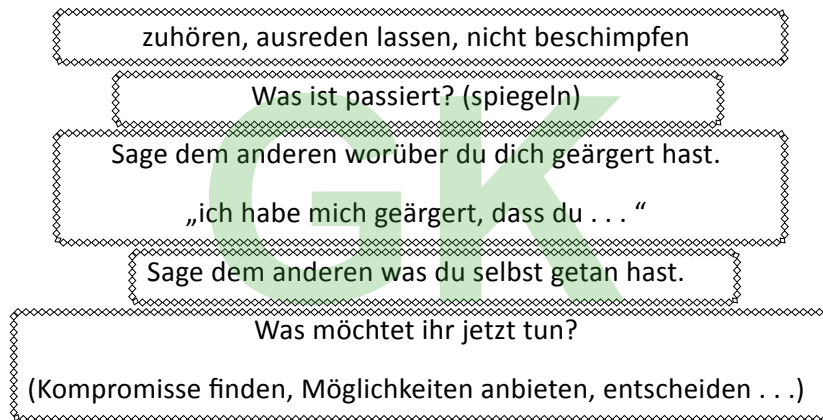 zuhören, ausreden lassen, nicht beschimpfen
Was ist passiert? (spiegeln)
Sage dem anderen worüber du dich geärgert hast.
„ich habe mich geärgert, dass du . . . “
Sage dem anderen was du selbst getan hast.
Was möchtet ihr jetzt tun?
(Kompromisse finden, Möglichkeiten anbieten, entscheiden . . .)
GK